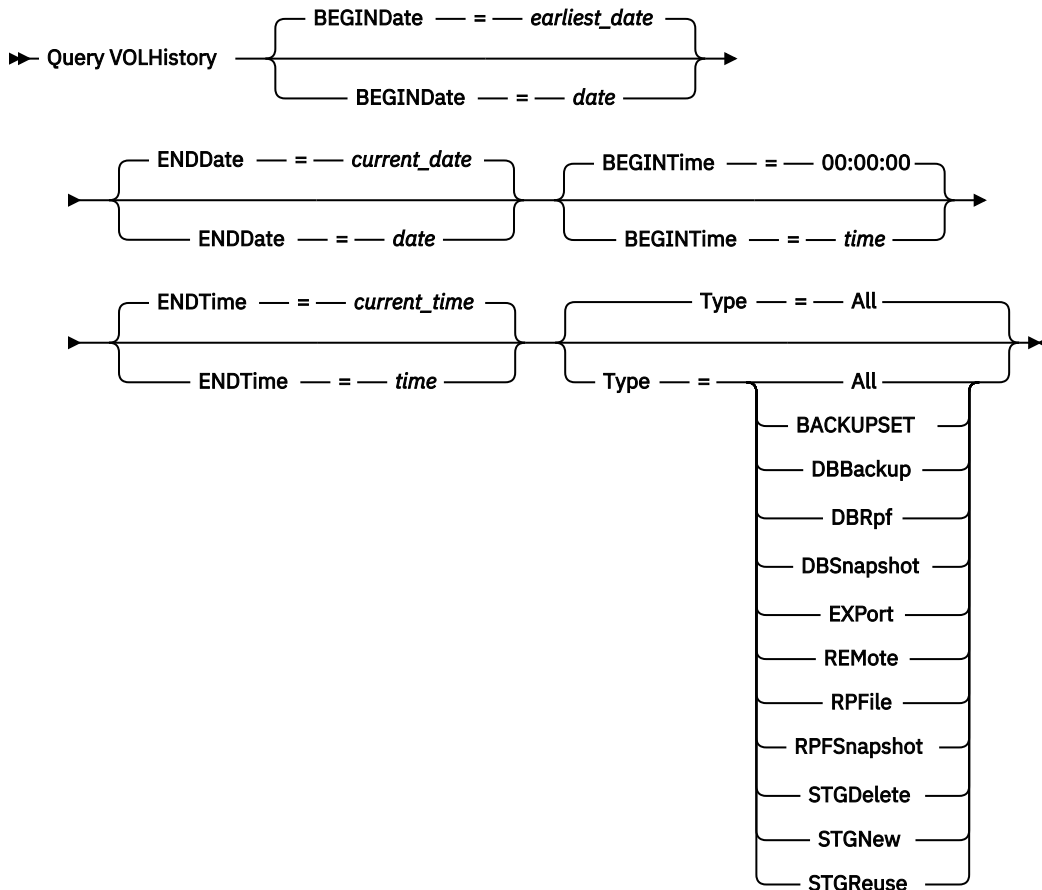 BEGINDate = earliest_date
Query VOLHistory
BEGINDate = date
ENDDate = current_date BEGINTime = 00:00:00
ENDDate = date BEGINTime = time
ENDTime = current_time Type = All
ENDTime = time Type = All
BACKUPSET
DBBackup
DBRpf
DBSnapshot
EXPort
REMote
RPFile
RPFSnapshot
STGDelete
STGNew
STGReuse